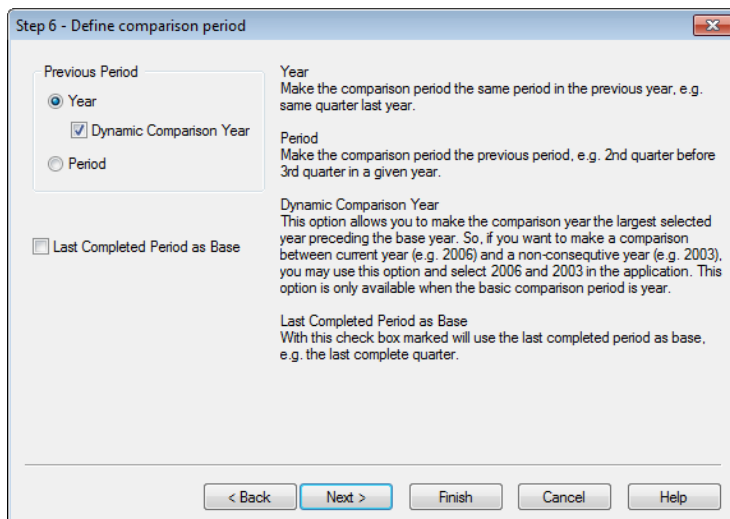 Step 6 - Define comparison period
Previous Period
Year
Dynamic Comparison Year
Period
Last Completed Period as Base
Year
Make the comparison period the same period in the previous year, e.g.
same quarter last year.
Period
Make the comparison period the previous period, e.g. 2nd quarter before
3rd quarter in a given year.
Dynamic Comparison Year
This option allows you to make the comparison year the largest selected
year preceding the base year. So, if you want to make a comparison
between current year (e.g. 2006) and a non-consequtive year (e.g. 2003),
you may use this option and select 2006 and 2003 in the application. This
option is only available when the basic comparison period is year.
Last Completed Period as Base
With this check box marked will use the last completed period as base,
e.g. the last complete quarter.
< Back
Next >
Finish
Cancel
Help